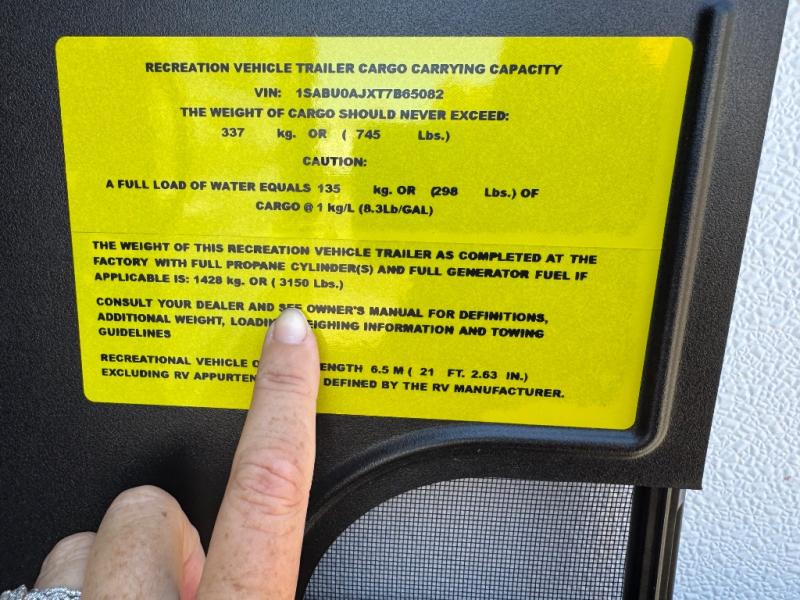 RECREATION VEHICLE TRAILER CARGO CARRYING CAPACITY
VIN: 1SABU0AJXT7B65082
THE WEIGHT OF CARGO SHOULD NEVER EXCEED:
337 kg. OR ( 745 Lbs.)
CAUTION:
A FULL LOAD OF WATER EQUALS 135 kg. OR (298 Lbs.) OF
CARGO @ 1 kg/L (8.3Lb/GAL)
THE WEIGHT OF THIS RECREATION VEHICLE TRAILER AS COMPLETED AT THE
FACTORY WITH FULL PROPANE CYLINDER(S) AND FULL GENERATOR FUEL IF
APPLICABLE IS: 1428 kg. OR ( 3150 Lbs.)
CONSULT YOUR DEALER AND SEE OWNER'S MANUAL FOR DEFINITIONS,
ADDITIONAL WEIGHT, INFORMATION AND TOWING
GUIDELINES
RECREATIONAL VEHICLE 6.5 M ( 21 FT. 2.63 IN.)
EXCLUDING RV DEFINED BY THE RV MANUFACTURER.